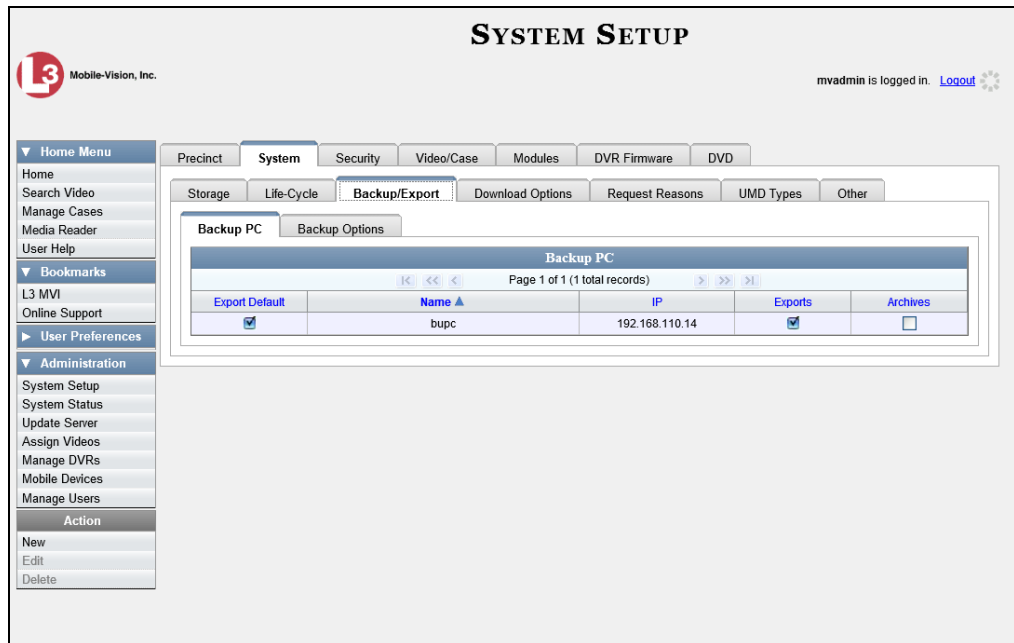 SYSTEM SETUP
L3 Mobile-Vision, Inc.
mvadmin is logged in. Logout
▼ Home Menu
Home
Search Video
Manage Cases
Media Reader
User Help
▼ Bookmarks
L3 MVI
Online Support
► User Preferences
▼ Administration
System Setup
System Status
Update Server
Assign Videos
Manage DVRs
Mobile Devices
Manage Users
Action
New
Edit
Delete
Precinct System Security Video/Case Modules DVR Firmware DVD
Storage Life-Cycle Backup/Export Download Options Request Reasons UMD Types Other
Backup PC Backup Options
Backup PC
|< << < Page 1 of 1 (1 total records) > >> >|
Export Default Name ▲ IP Exports Archives
bupc 192.168.110.14